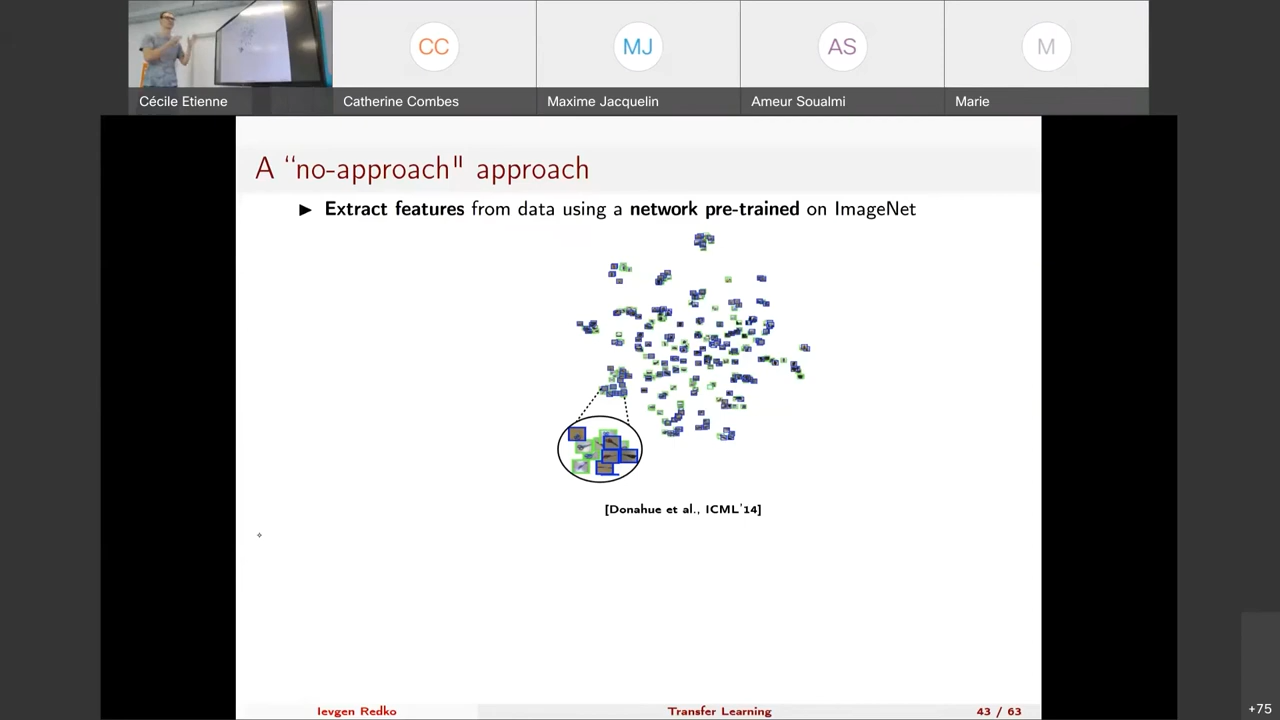 CC
MJ
AS
M
Cécile Etienne
Catherine Combes
Maxime Jacquelin
Ameur Soualmi
Marie
A “no-approach" approach
▶ Extract features from data using a network pre-trained on ImageNet
[Donahue et al., ICML'14]
Ievgen Redko
Transfer Learning
43 / 63
+75